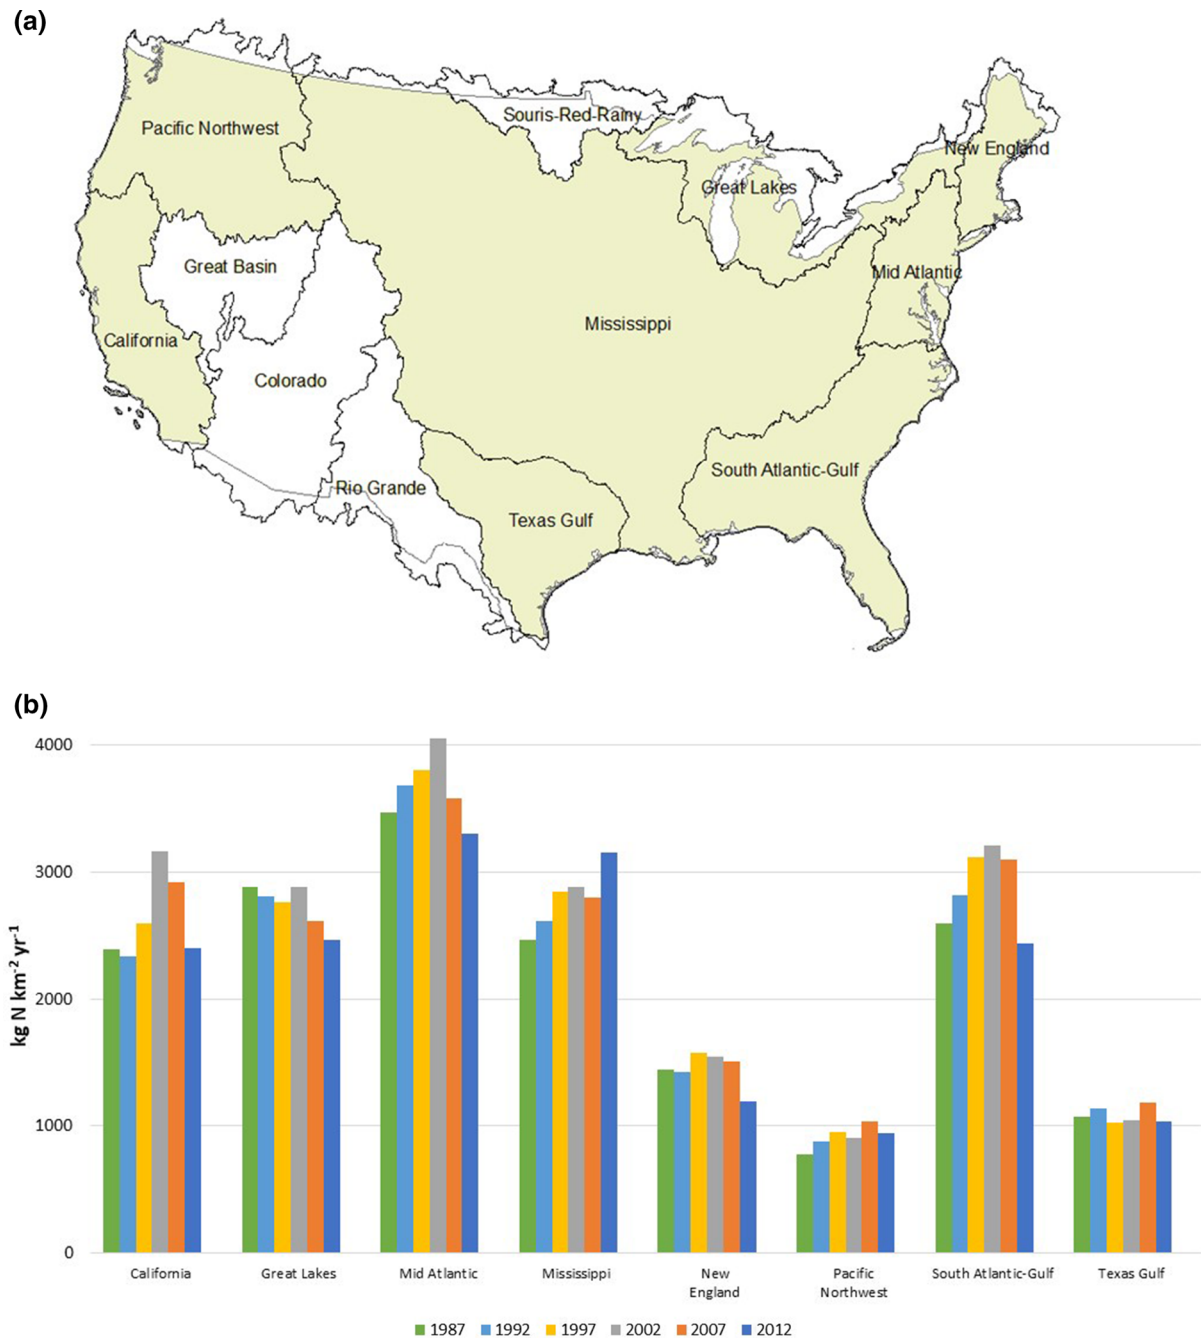 (a)
Souris-Red-Rainy
Pacific Northwest
New England
Great Lakes
Great Basin
Mid Atlantic
Mississippi
California
Colorado
South Atlantic-Gulf
Rio Grande
Texas Gulf
(b)
4000
3000
2000
1000
0
kg N km⁻² yr⁻¹
California
Great Lakes
Mid Atlantic
Mississippi
New
England
Pacific
Northwest
South Atlantic-Gulf
Texas Gulf
1987 1992 1997 2002 2007 2012